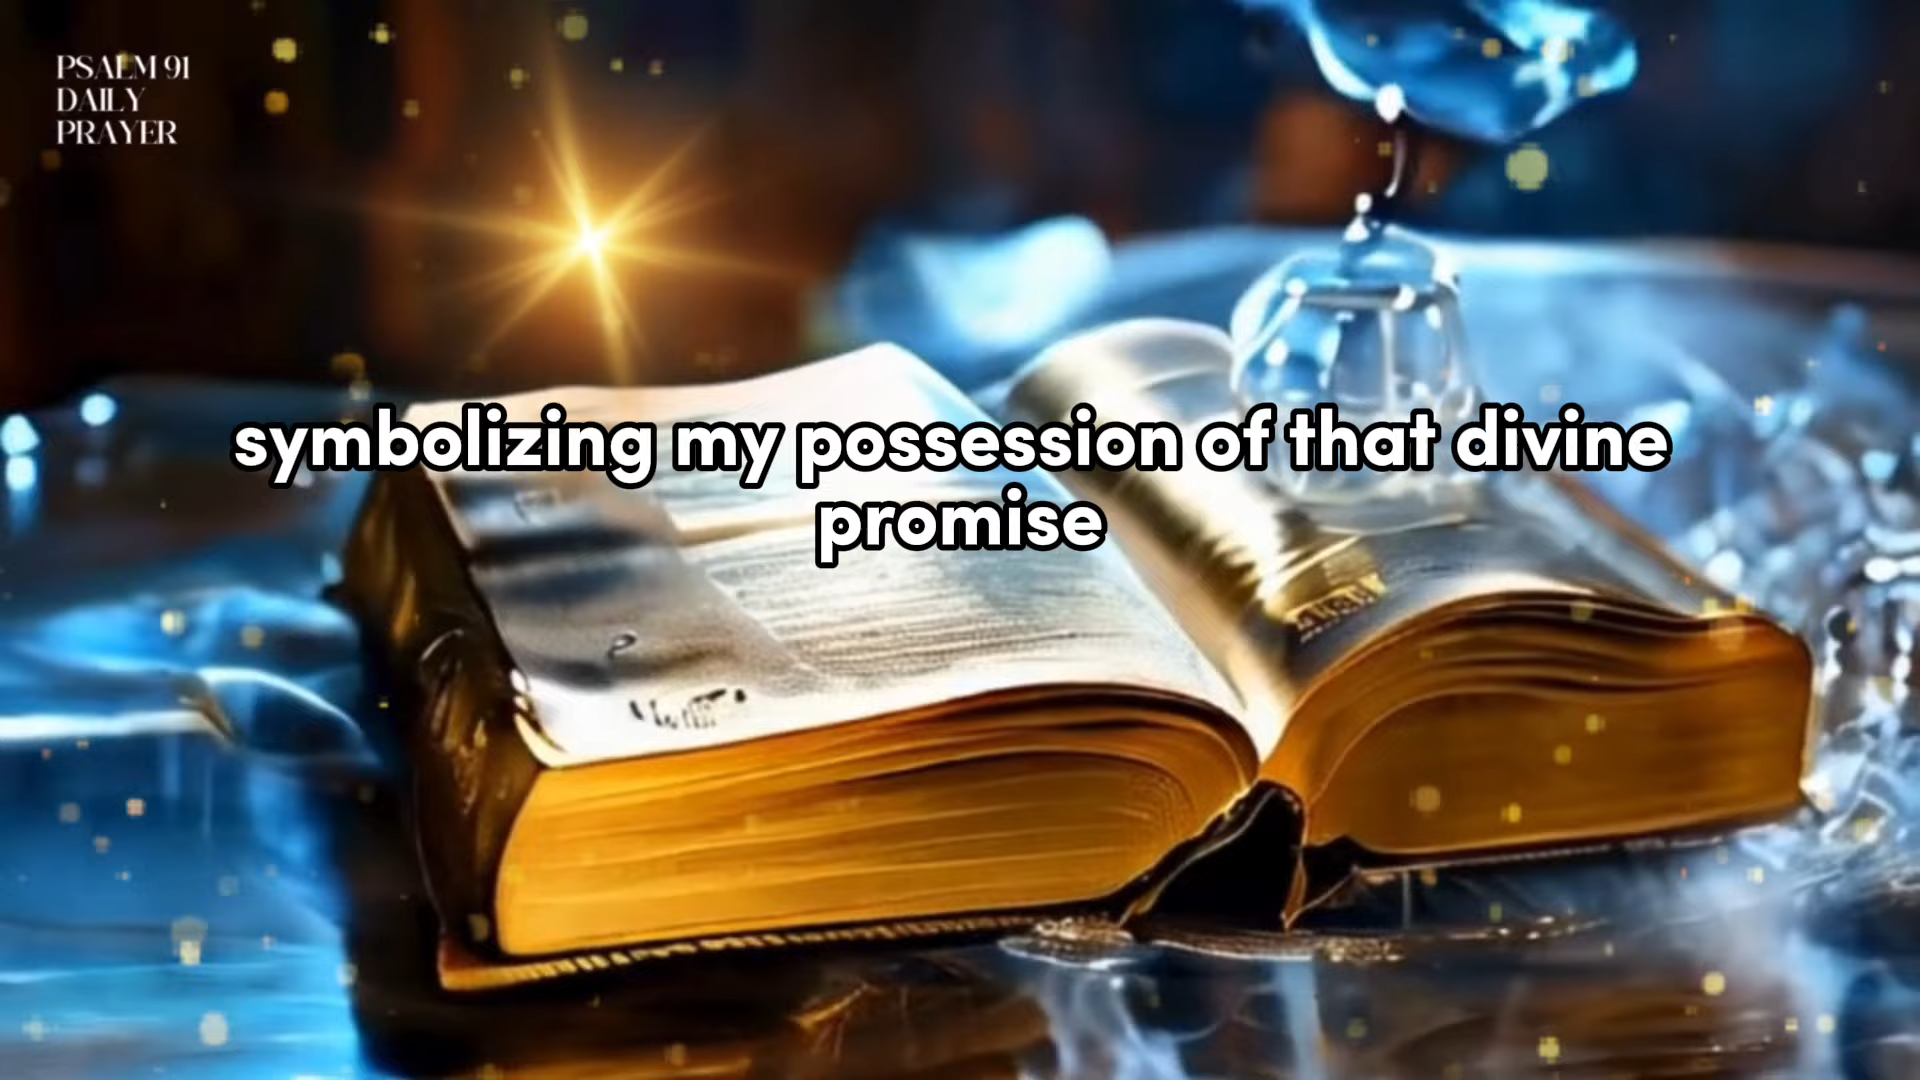 PSALM 91
DAILY
PRAYER
symbolizing my possession of that divine
promise